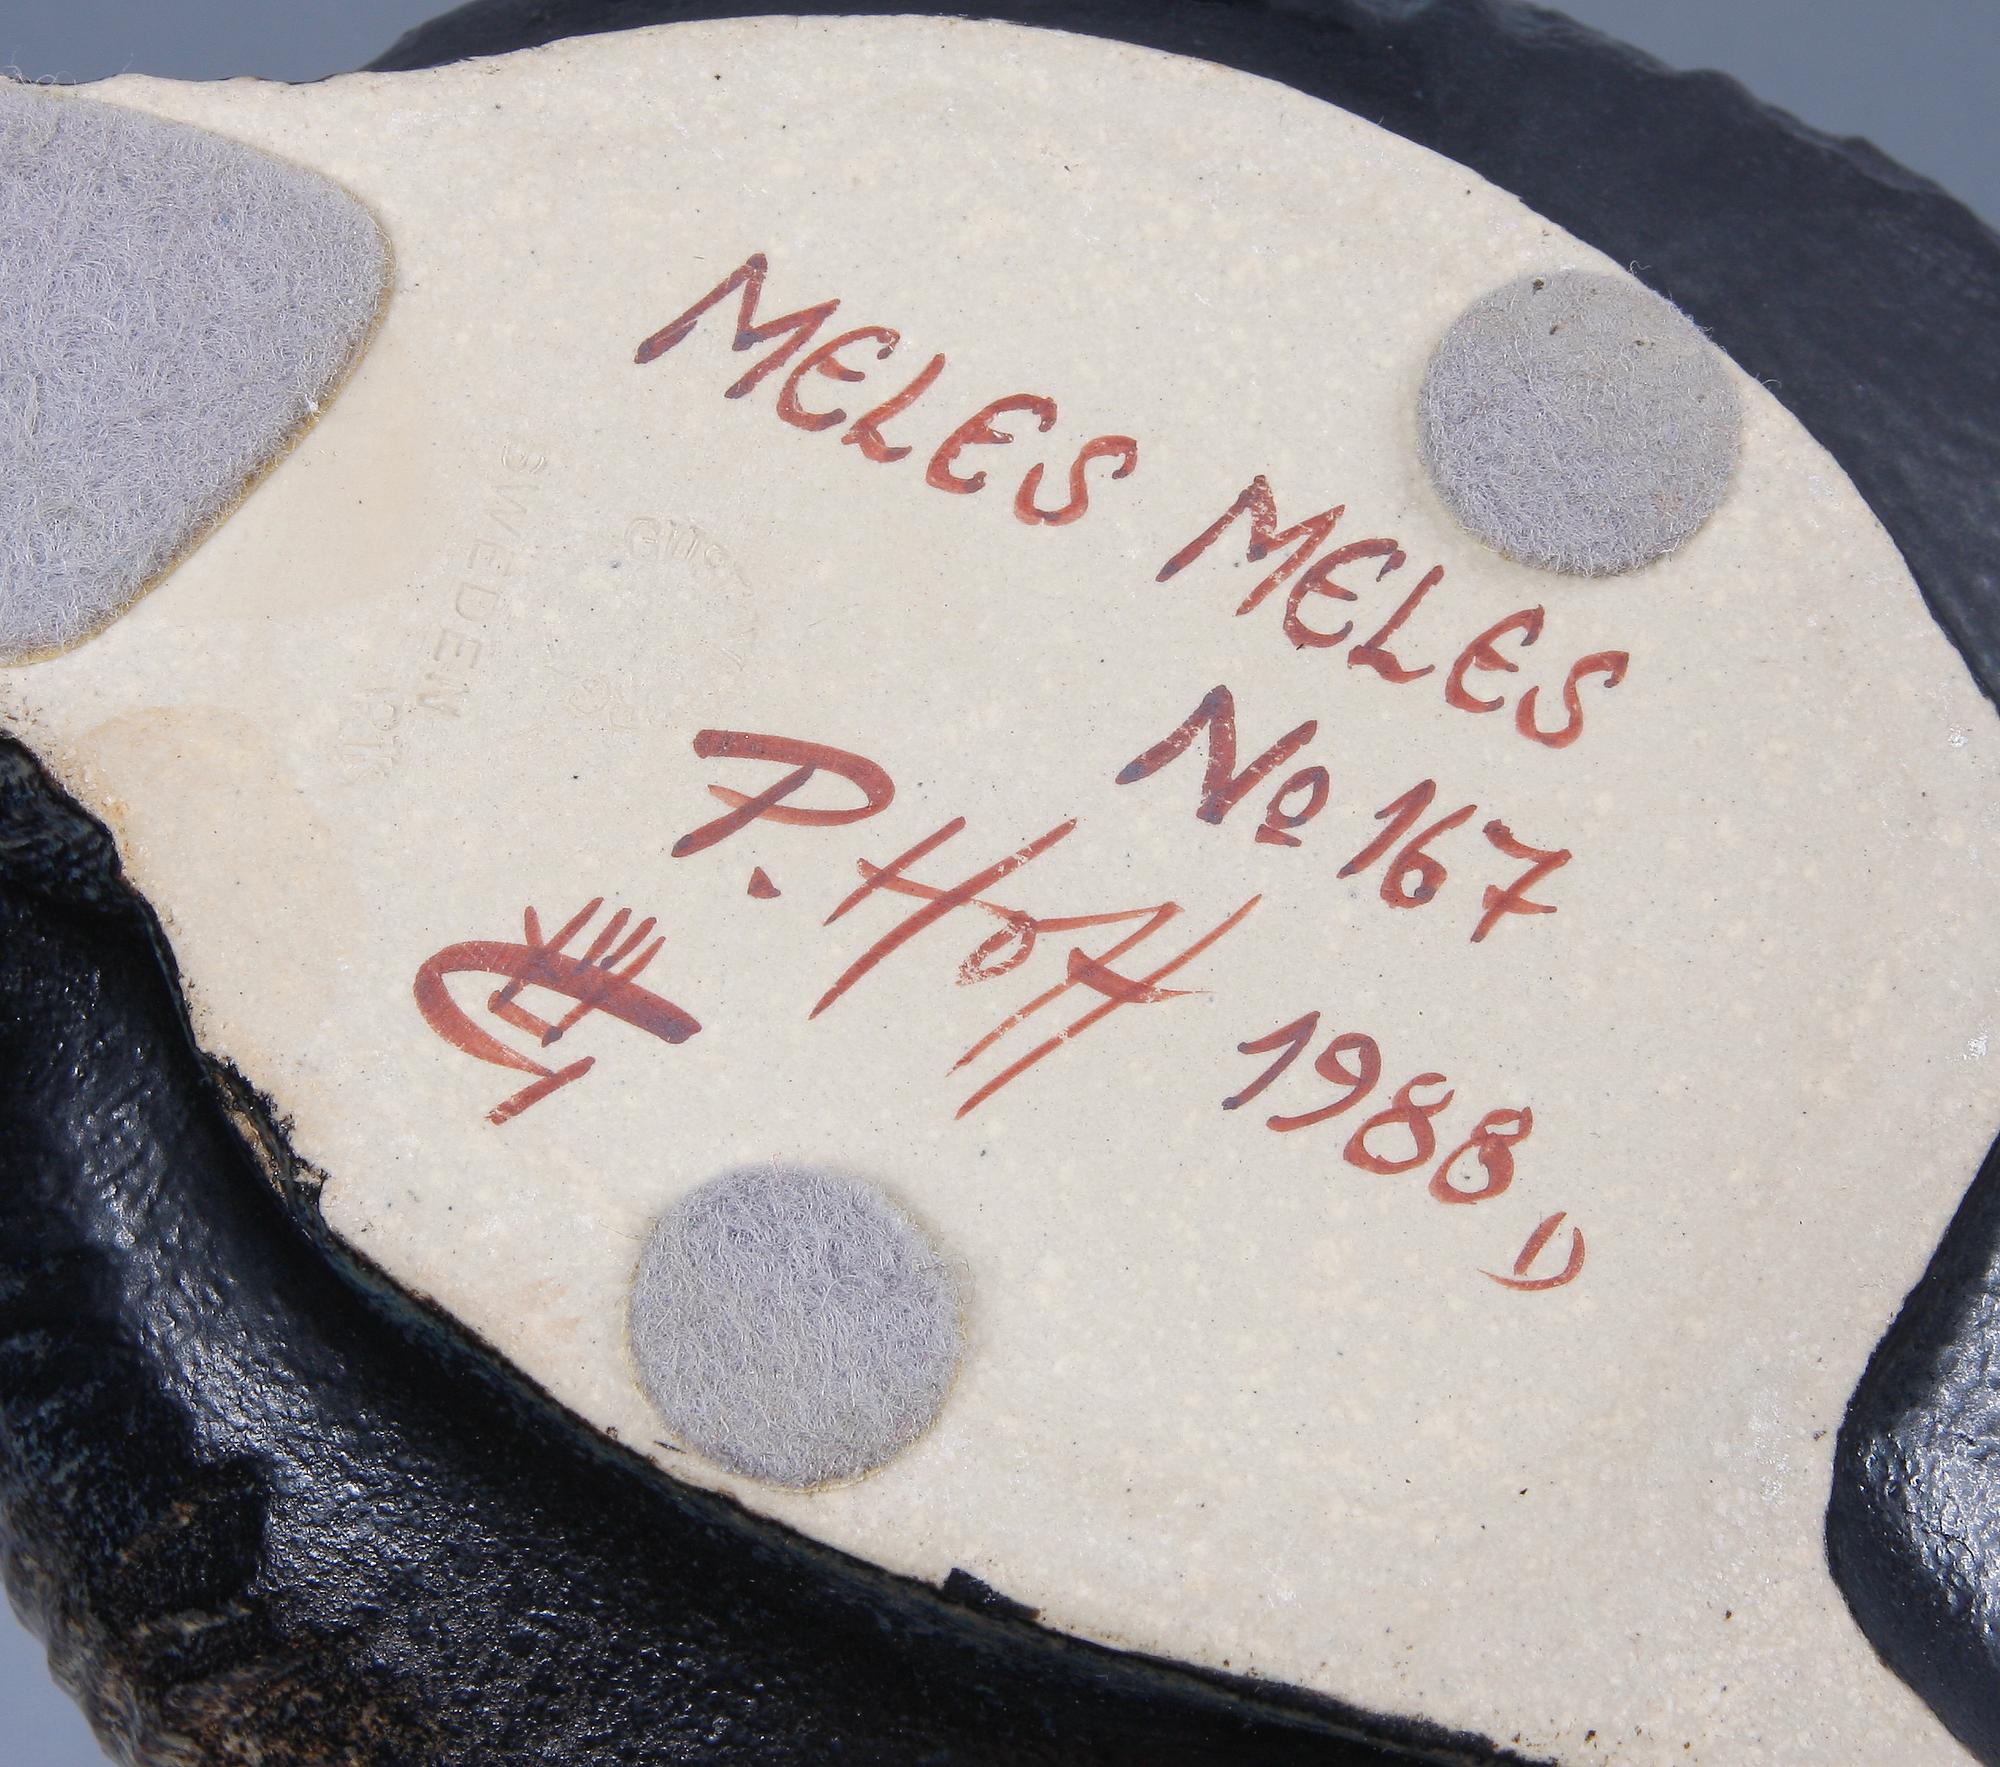 MELES MELES
No 167
P. Hoff 1988 D
SWEDEN